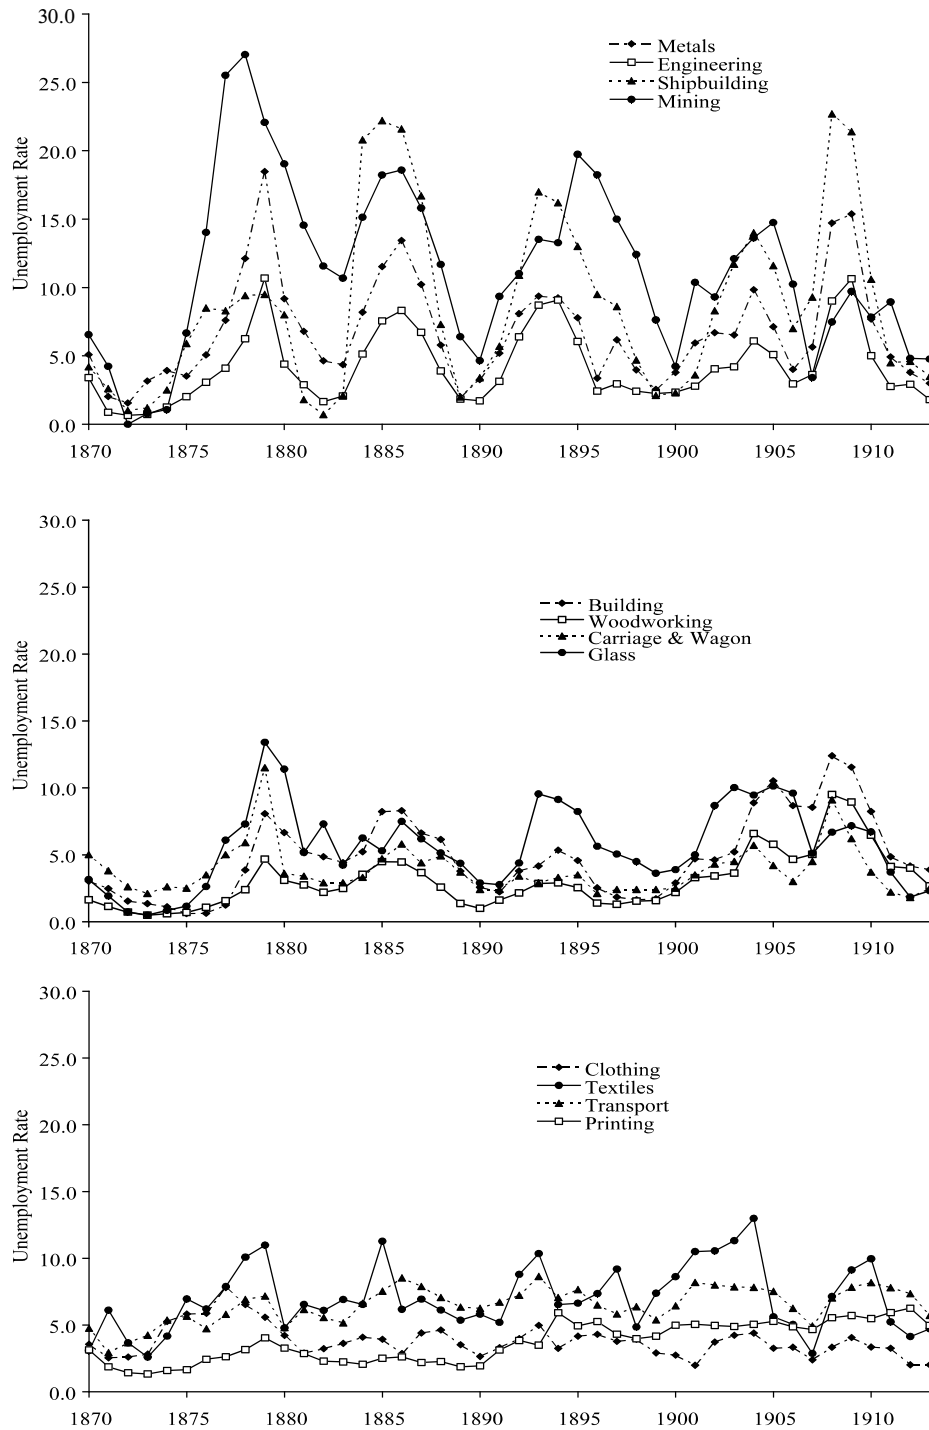 30.0
25.0
20.0
15.0
10.0
5.0
0.0
Unemployment Rate
Metals
Engineering
Shipbuilding
Mining
1870 1875 1880 1885 1890 1895 1900 1905 1910
30.0
25.0
20.0
15.0
10.0
5.0
0.0
Unemployment Rate
Building
Woodworking
Carriage & Wagon
Glass
1870 1875 1880 1885 1890 1895 1900 1905 1910
30.0
25.0
20.0
15.0
10.0
5.0
0.0
Unemployment Rate
Clothing
Textiles
Transport
Printing
1870 1875 1880 1885 1890 1895 1900 1905 1910